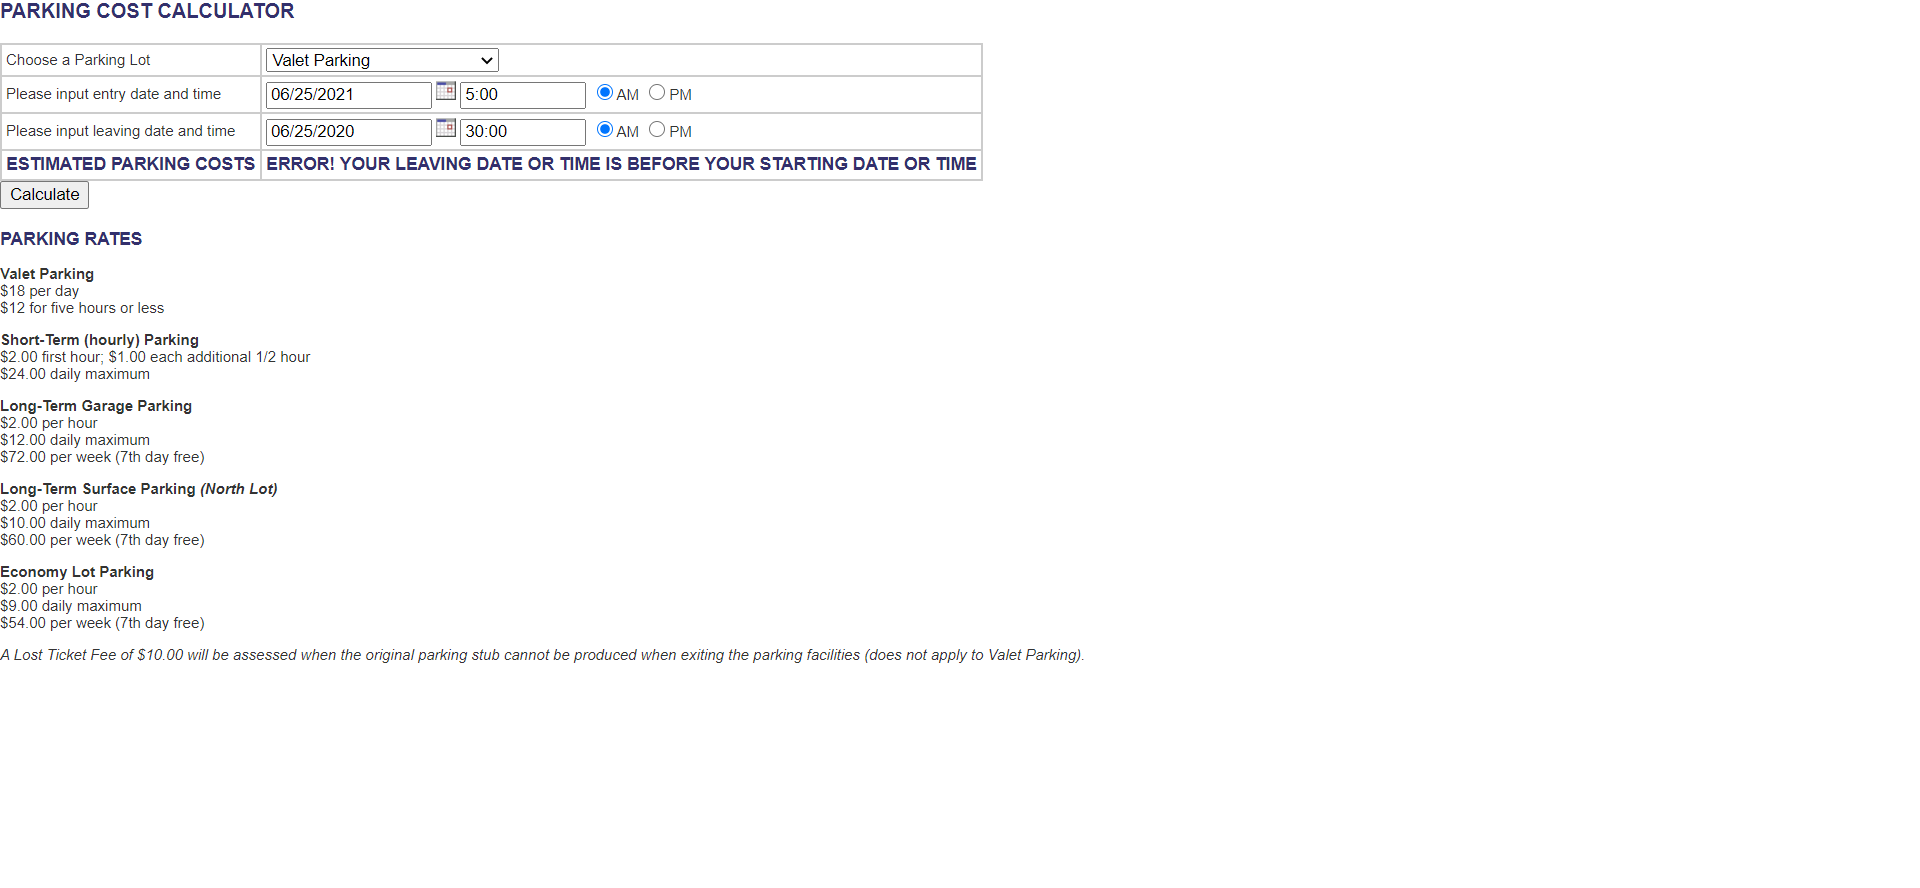 PARKING COST CALCULATOR
Choose a Parking Lot Valet Parking
Please input entry date and time 06/25/2021 5:00 AM PM
Please input leaving date and time 06/25/2020 30:00 AM PM
ESTIMATED PARKING COSTS ERROR! YOUR LEAVING DATE OR TIME IS BEFORE YOUR STARTING DATE OR TIME
Calculate
PARKING RATES
Valet Parking
$18 per day
$12 for five hours or less
Short-Term (hourly) Parking
$2.00 first hour; $1.00 each additional 1/2 hour
$24.00 daily maximum
Long-Term Garage Parking
$2.00 per hour
$12.00 daily maximum
$72.00 per week (7th day free)
Long-Term Surface Parking (North Lot)
$2.00 per hour
$10.00 daily maximum
$60.00 per week (7th day free)
Economy Lot Parking
$2.00 per hour
$9.00 daily maximum
$54.00 per week (7th day free)
A Lost Ticket Fee of $10.00 will be assessed when the original parking stub cannot be produced when exiting the parking facilities (does not apply to Valet Parking).